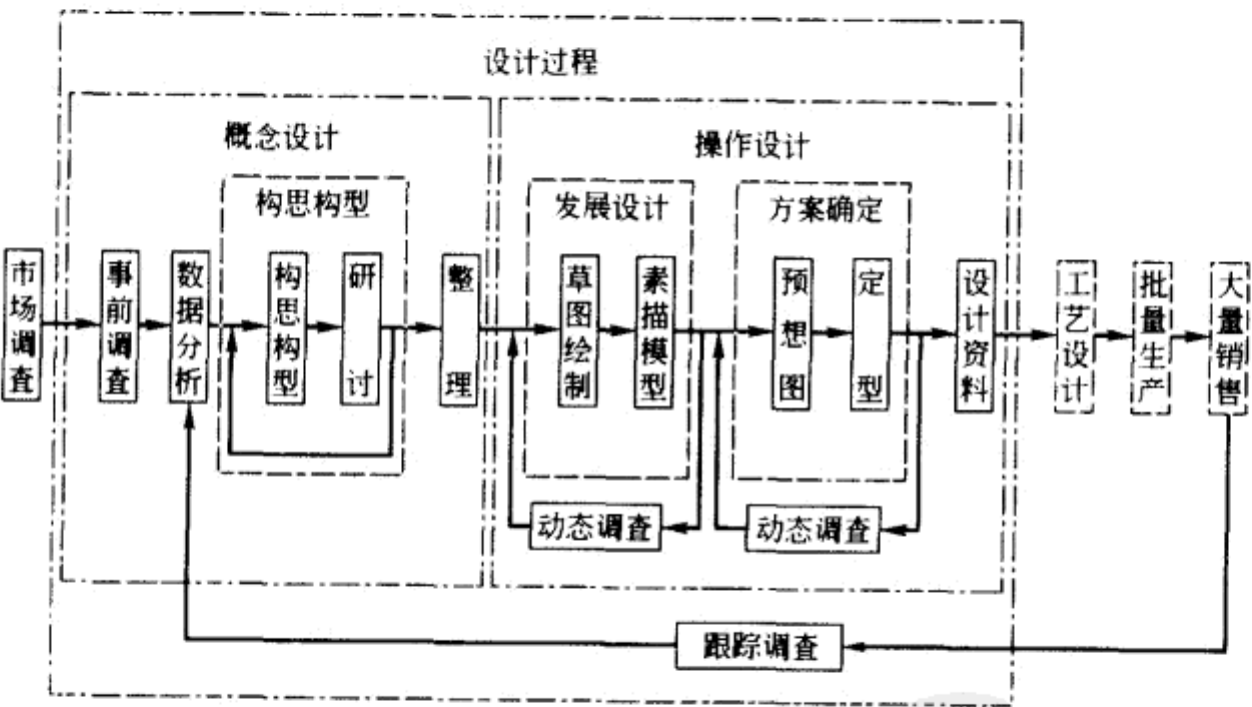 设计过程
概念设计
操作设计
构思构型
发展设计
方案确定
市场调查
事前调查
数据分析
构思构型
研讨
整理
草图绘制
素描模型
预想图
定型
设计资料
工艺设计
批量生产
大量销售
动态调查
动态调查
跟踪调查